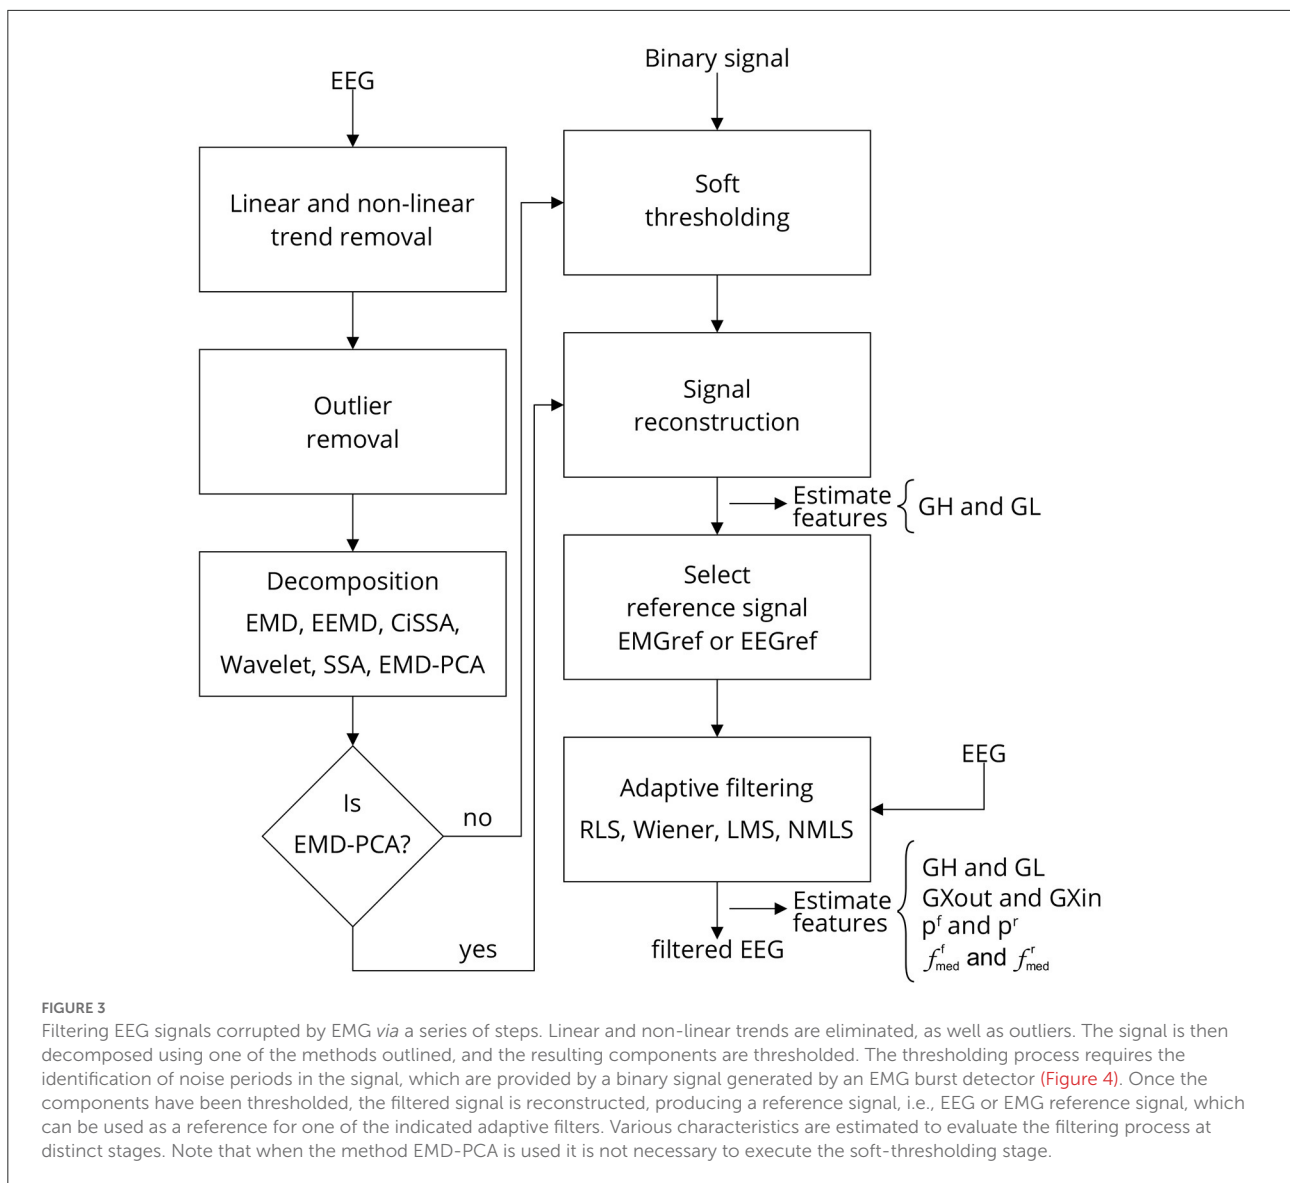 EEG
Linear and non-linear
trend removal
Outlier
removal
Decomposition
EMD, EEMD, CiSSA,
Wavelet, SSA, EMD-PCA
Is
EMD-PCA?
no
yes
Binary signal
Soft
thresholding
Signal
reconstruction
Estimate
features
GH and GL
Select
reference signal
EMGref or EEGref
EEG
Adaptive filtering
RLS, Wiener, LMS, NMLS
Estimate
features
GH and GL
GXout and GXin
pᶠ and pʳ
fᶠmed and fʳmed
filtered EEG
FIGURE 3
Filtering EEG signals corrupted by EMG via a series of steps. Linear and non-linear trends are eliminated, as well as outliers. The signal is then
decomposed using one of the methods outlined, and the resulting components are thresholded. The thresholding process requires the
identification of noise periods in the signal, which are provided by a binary signal generated by an EMG burst detector (Figure 4). Once the
components have been thresholded, the filtered signal is reconstructed, producing a reference signal, i.e., EEG or EMG reference signal, which
can be used as a reference for one of the indicated adaptive filters. Various characteristics are estimated to evaluate the filtering process at
distinct stages. Note that when the method EMD-PCA is used it is not necessary to execute the soft-thresholding stage.